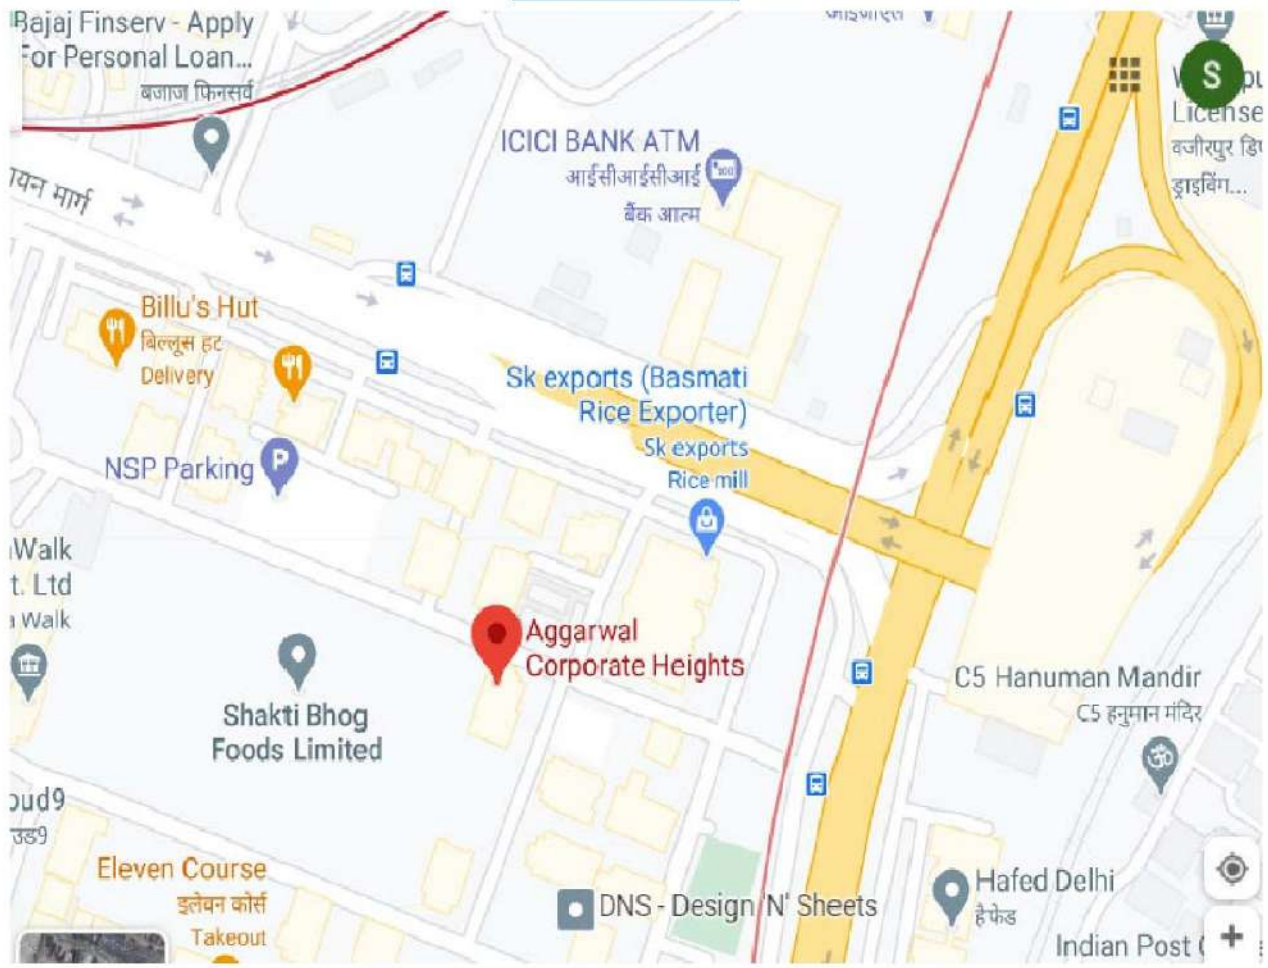 Bajaj Finserv - Apply
For Personal Loan...
बजाज फिनसर्व
S
License
वजीरपुर
ड्राइविंग...
ICICI BANK ATM
आईसीआईसीआई
बैंक आत्म
मार्ग
Billu's Hut
बिल्लूस हट
Delivery
Sk exports (Basmati
Rice Exporter)
Sk exports
Rice mill
NSP Parking
P
Walk
t. Ltd
a Walk
Aggarwal
Corporate Heights
Shakti Bhog
Foods Limited
C5 Hanuman Mandir
C5 हनुमान मंदिर
ॐ
oud9
उड9
Eleven Course
इलेवन कोर्स
Takeout
DNS - Design 'N' Sheets
Hafed Delhi
हैफेड
Indian Post